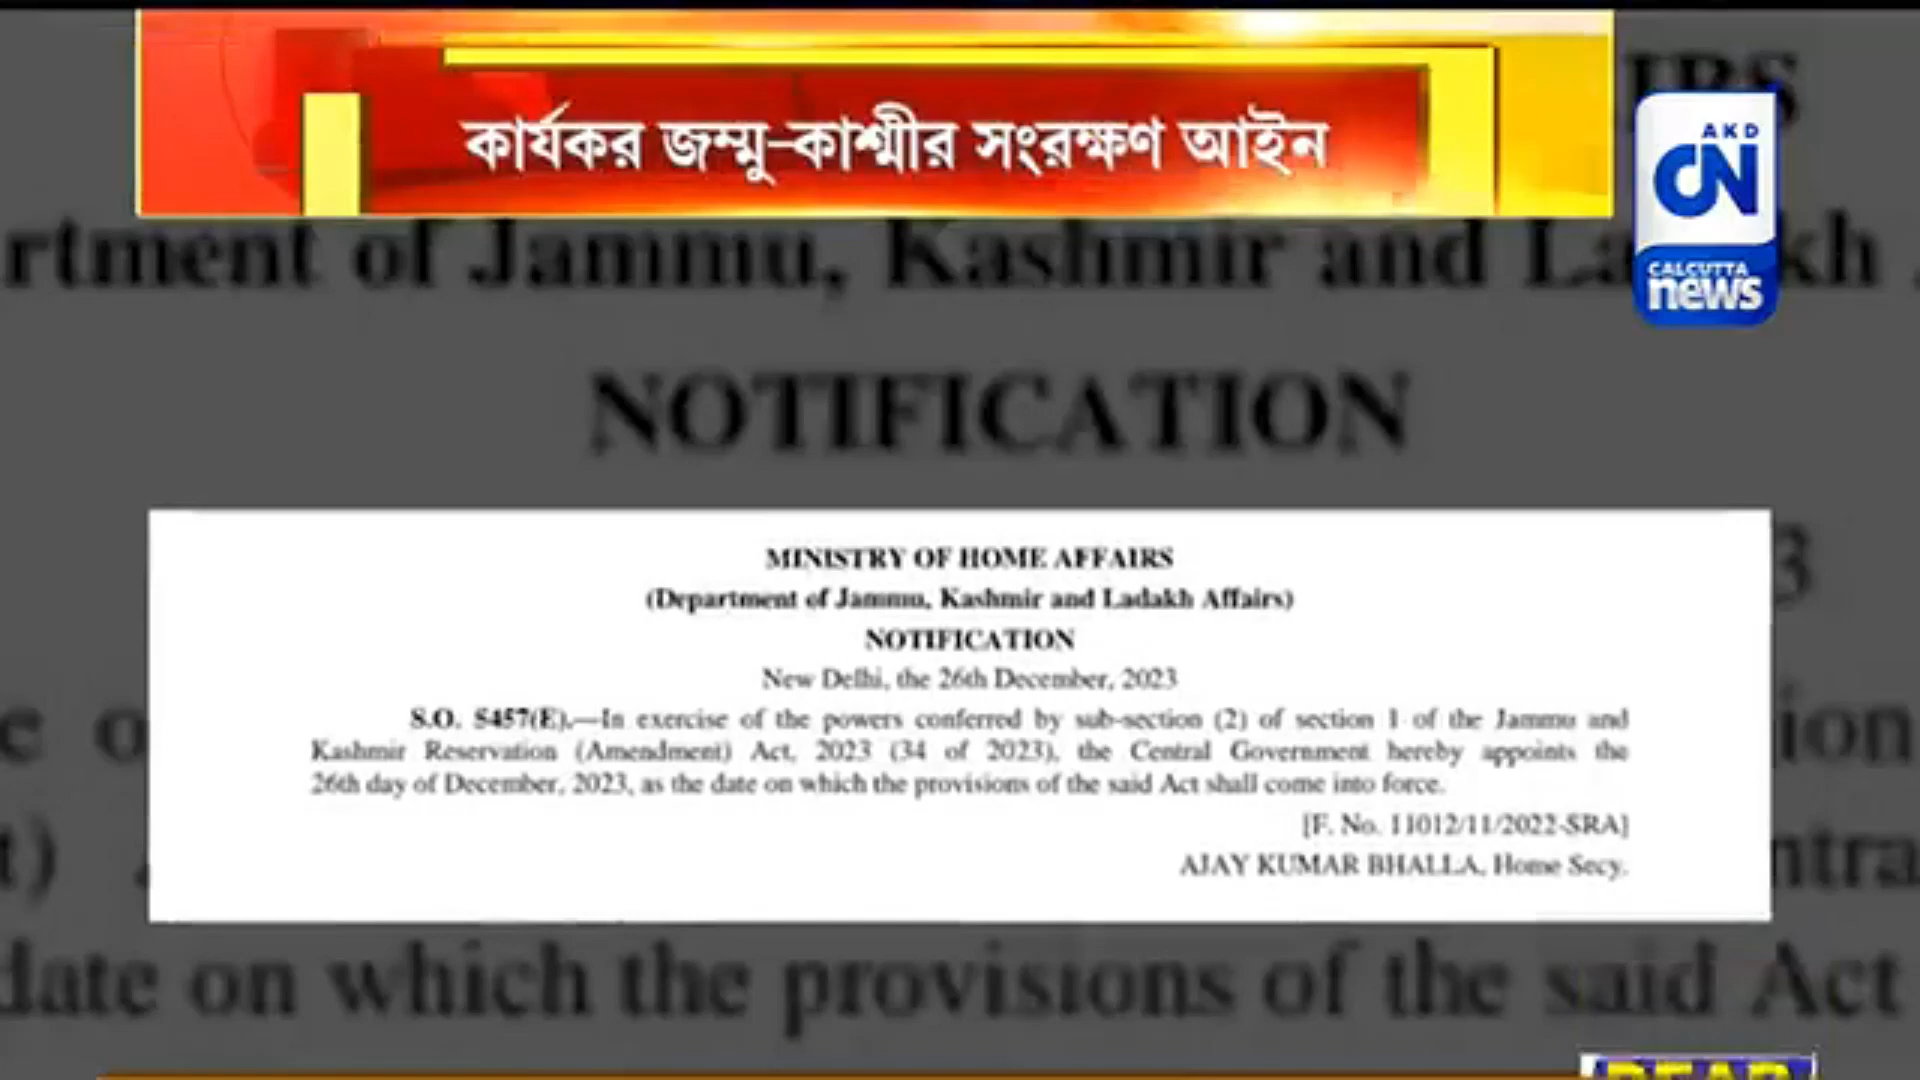 কার্যকর জম্মু-কাশ্মীর সংরক্ষণ আইন
AKD
CN
CALCUTTA
news
IRS
rtment of Jammu, Kashmir and La kh
NOTIFICATION
MINISTRY OF HOME AFFAIRS
(Department of Jammu, Kashmir and Ladakh Affairs)
NOTIFICATION
New Delhi, the 26th December, 2023
S.O. 5457(E).—In exercise of the powers conferred by sub-section (2) of section 1 of the Jammu and
Kashmir Reservation (Amendment) Act, 2023 (34 of 2023), the Central Government hereby appoints the
26th day of December, 2023, as the date on which the provisions of the said Act shall come into force.
[F. No. 11012/11/2022-SRA]
AJAY KUMAR BHALLA, Home Secy.
date on which the provisions of the said Act